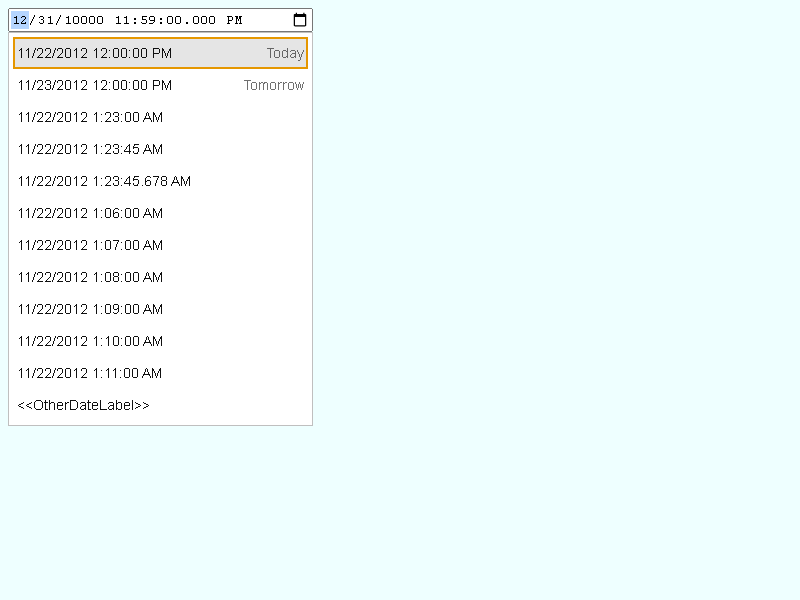 12/31/10000 11:59:00.000 PM
11/22/2012 12:00:00 PM Today
11/23/2012 12:00:00 PM Tomorrow
11/22/2012 1:23:00 AM
11/22/2012 1:23:45 AM
11/22/2012 1:23:45.678 AM
11/22/2012 1:06:00 AM
11/22/2012 1:07:00 AM
11/22/2012 1:08:00 AM
11/22/2012 1:09:00 AM
11/22/2012 1:10:00 AM
11/22/2012 1:11:00 AM
<<OtherDateLabel>>